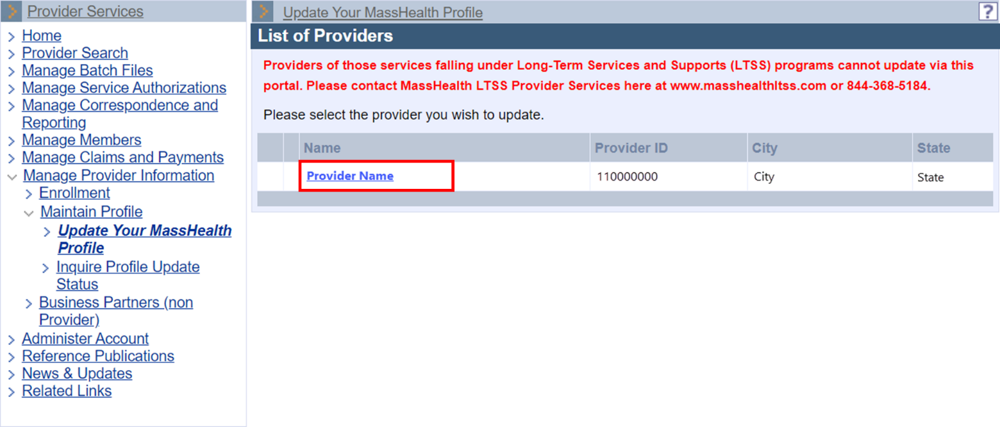 Provider Services
Home
Provider Search
Manage Batch Files
Manage Service Authorizations
Manage Correspondence and
Reporting
Manage Members
Manage Claims and Payments
Manage Provider Information
Enrollment
Maintain Profile
Update Your MassHealth
Profile
Inquire Profile Update
Status
Business Partners (non
Provider)
Administer Account
Reference Publications
News & Updates
Related Links
Update Your MassHealth Profile
?
List of Providers
Providers of those services falling under Long-Term Services and Supports (LTSS) programs cannot update via this
portal. Please contact MassHealth LTSS Provider Services here at www.masshealthltss.com or 844-368-5184.
Please select the provider you wish to update.
Name Provider ID City State
Provider Name 110000000 City State